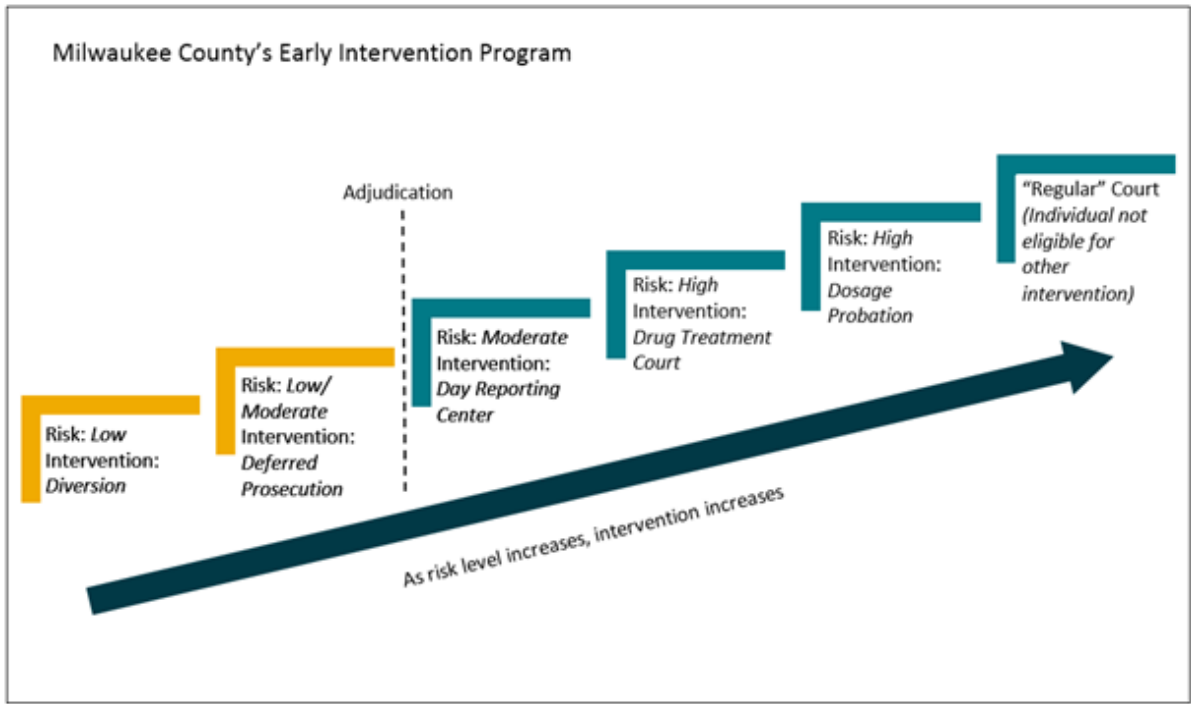 Milwaukee County's Early Intervention Program
Adjudication
Risk: Low
Intervention:
Diversion
Risk: Low/
Moderate
Intervention:
Deferred
Prosecution
Risk: Moderate
Intervention:
Day Reporting
Center
Risk: High
Intervention:
Drug Treatment
Court
Risk: High
Intervention:
Dosage
Probation
“Regular” Court
(Individual not
eligible for
other
intervention)
As risk level increases, intervention increases